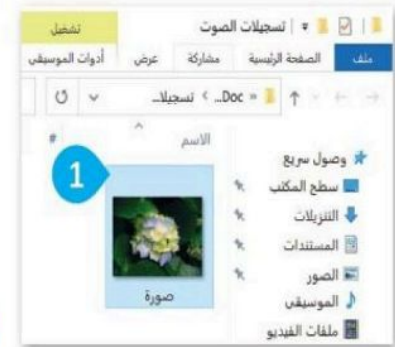 تسجيلات الصوت
تشغيل
ملف
الصفحة الرئيسية
مشاركة
عرض
أدوات الموسيقى
Doc... › تسجيلا...
الاسم
#
1
صورة
وصول سريع
سطح المكتب
التنزيلات
المستندات
الصور
الموسيقى
ملفات الفيديو